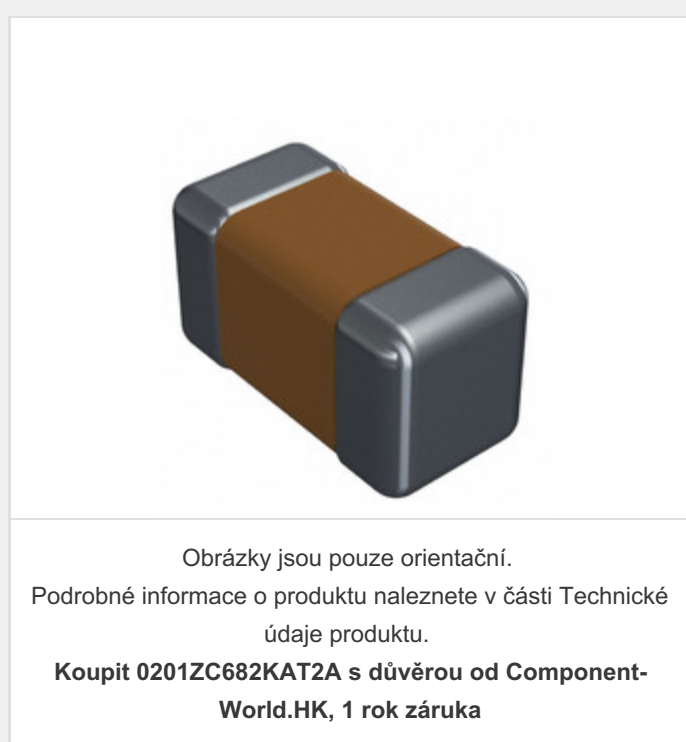 Obrázky jsou pouze orientační.
Podrobné informace o produktu naleznete v části Technické
údaje produktu.
Koupit 0201ZC682KAT2A s důvěrou od Component-
World.HK, 1 rok záruka